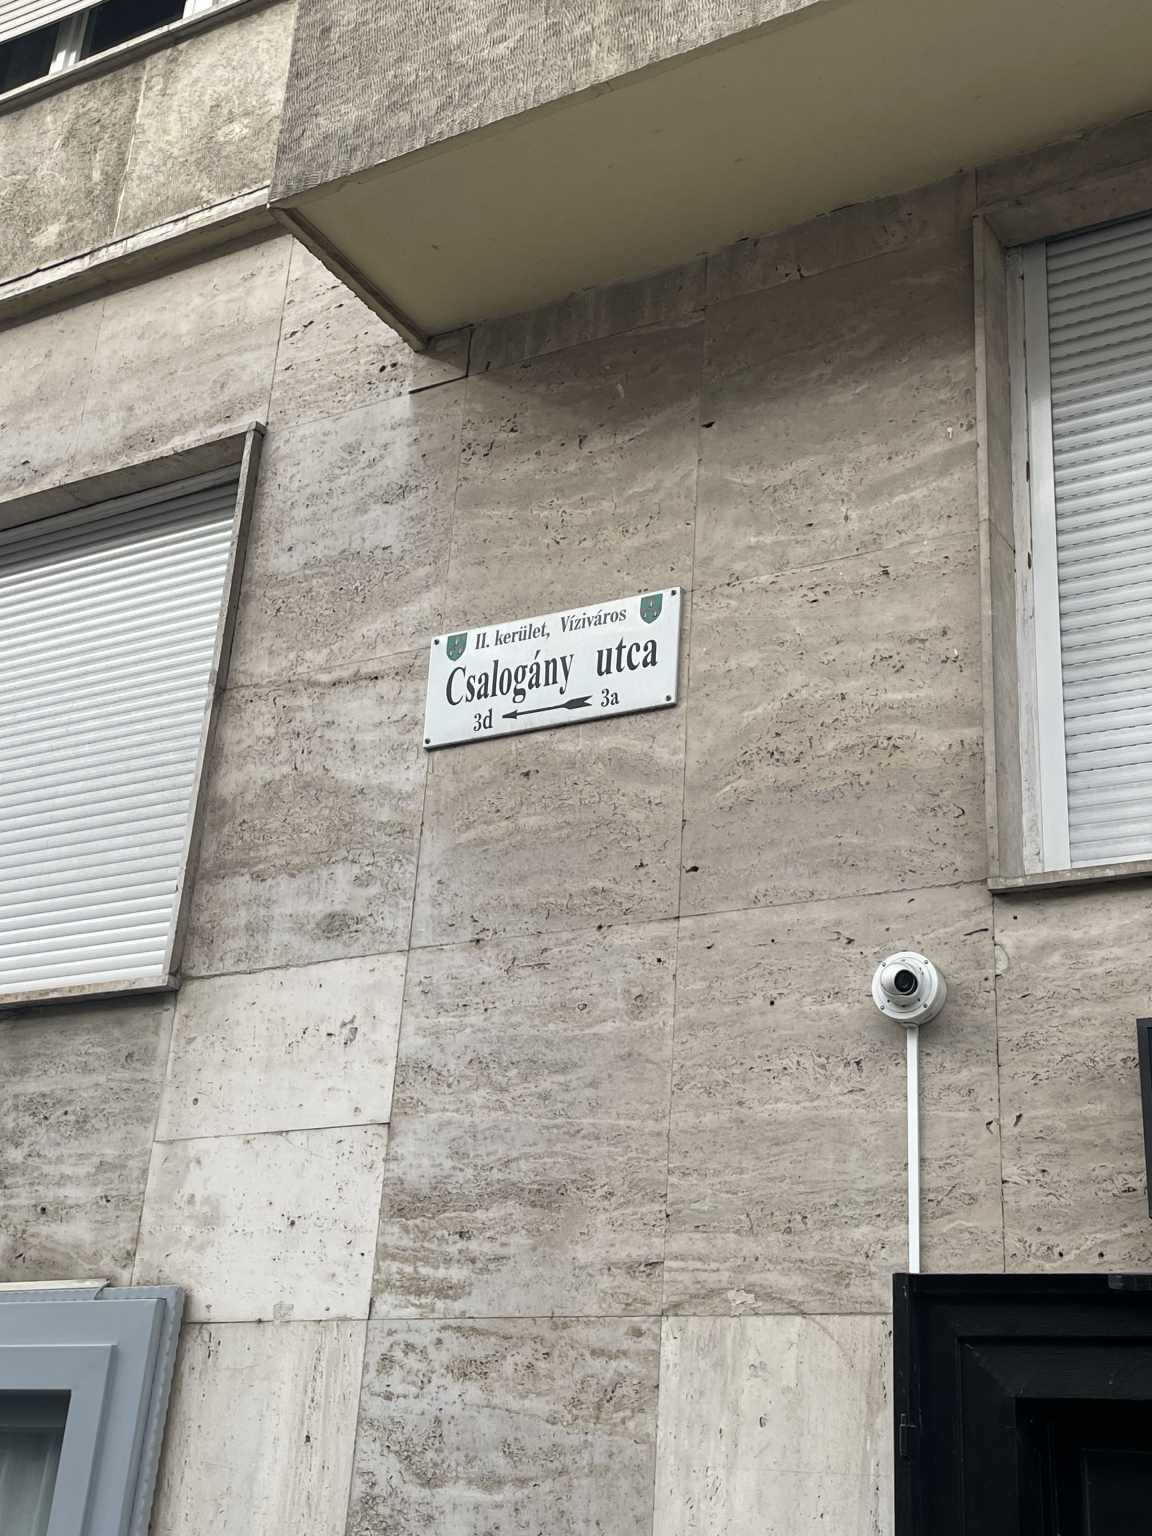 II. kerület, Víziváros
Csalogány utca
3d 3a